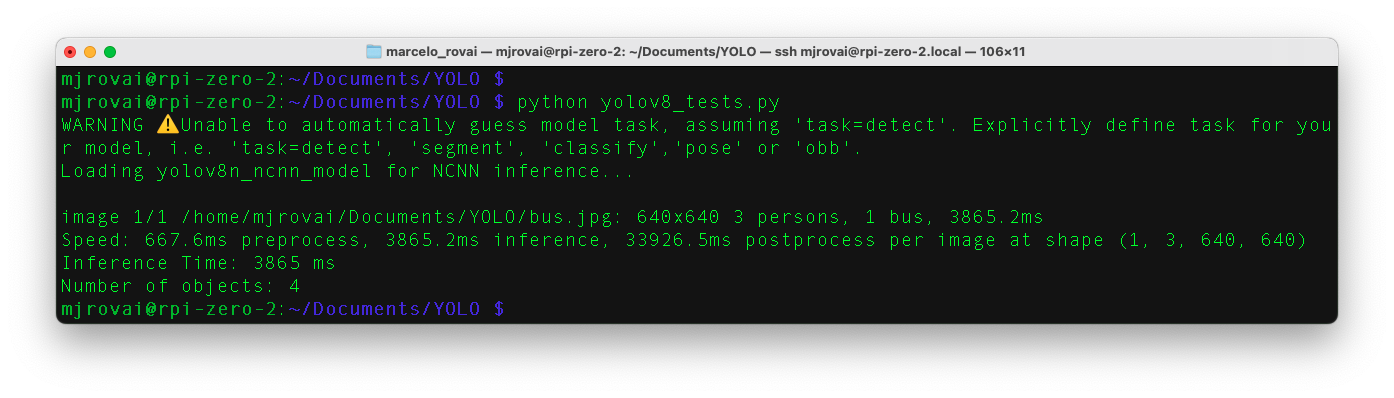 marcelo_rovai — mjrovai@rpi-zero-2: ~/Documents/YOLO — ssh mjrovai@rpi-zero-2.local — 106×11
mjrovai@rpi-zero-2:~/Documents/YOLO $
mjrovai@rpi-zero-2:~/Documents/YOLO $ python yolov8_tests.py
WARNING ⚠️Unable to automatically guess model task, assuming 'task=detect'. Explicitly define task for you
r model, i.e. 'task=detect', 'segment', 'classify','pose' or 'obb'.
Loading yolov8n_ncnn_model for NCNN inference...
image 1/1 /home/mjrovai/Documents/YOLO/bus.jpg: 640x640 3 persons, 1 bus, 3865.2ms
Speed: 667.6ms preprocess, 3865.2ms inference, 33926.5ms postprocess per image at shape (1, 3, 640, 640)
Inference Time: 3865 ms
Number of objects: 4
mjrovai@rpi-zero-2:~/Documents/YOLO $